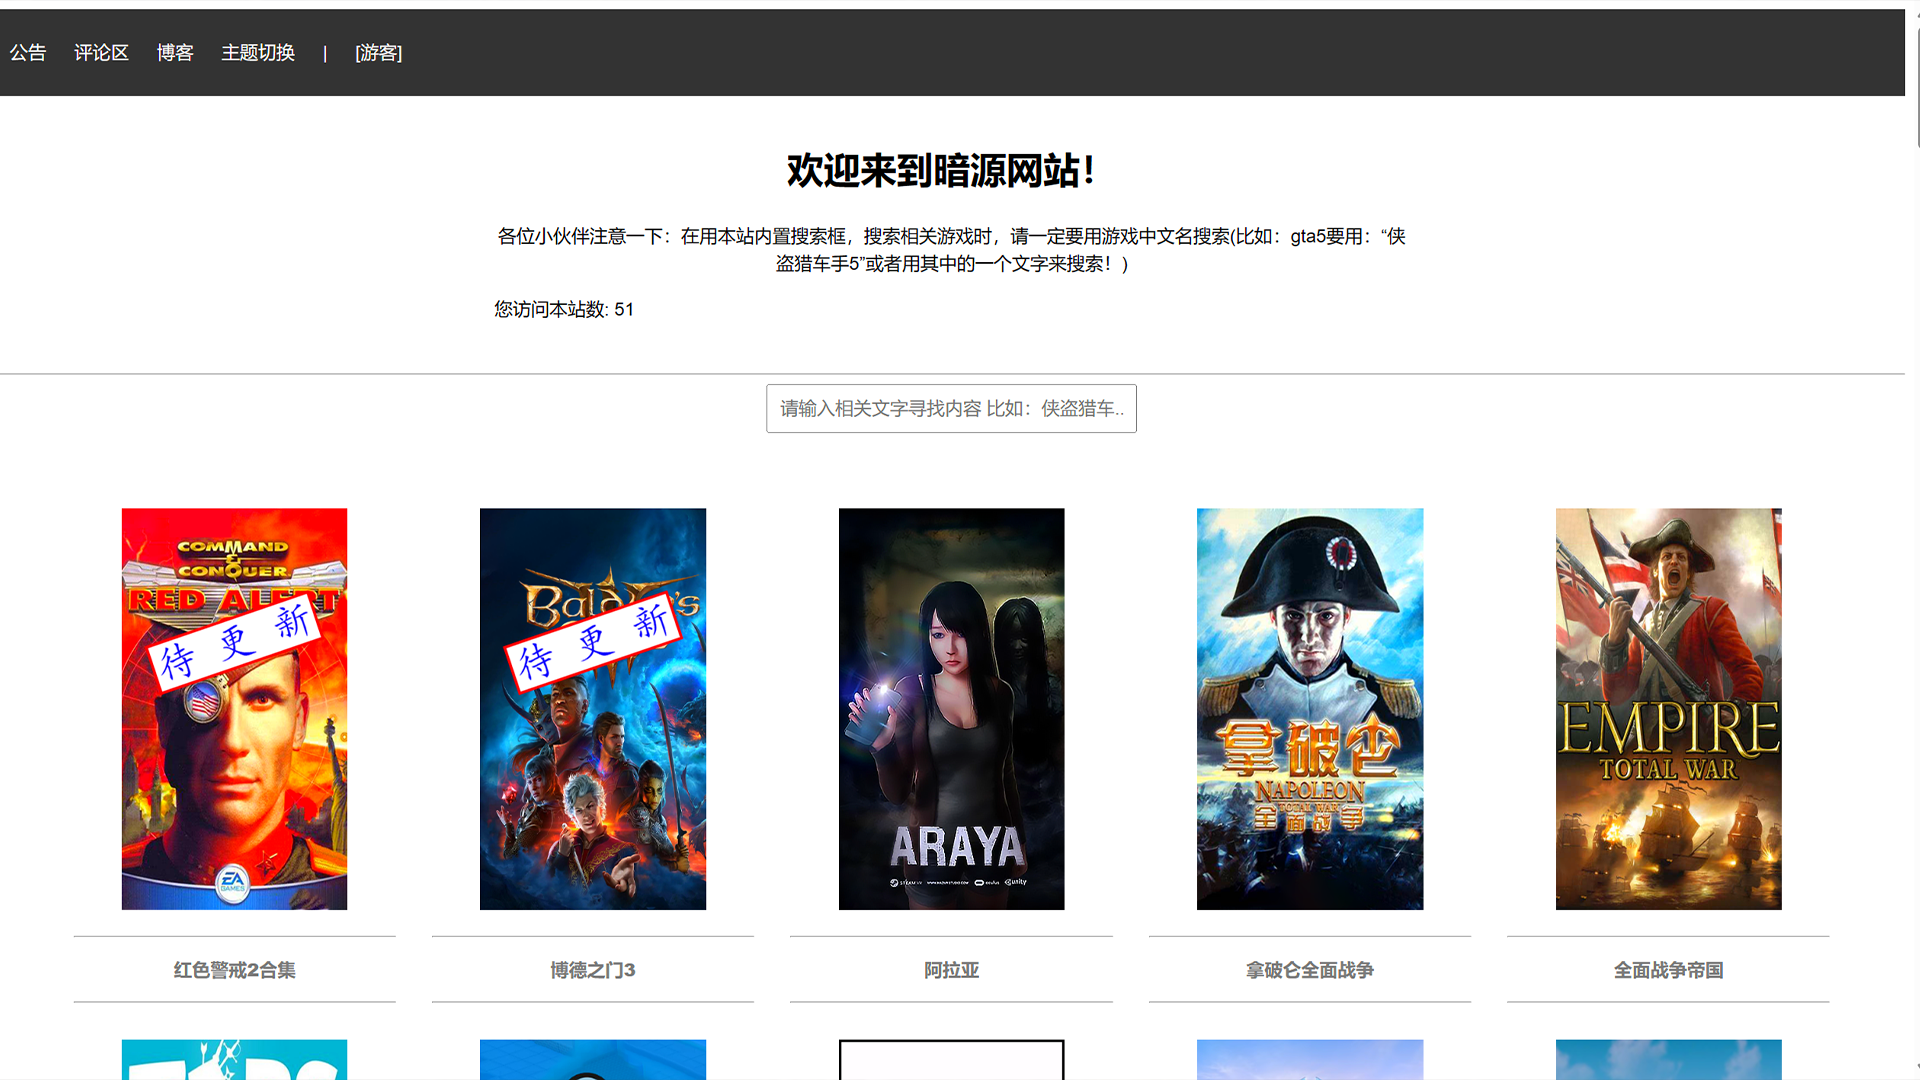 公告 评论区 博客 主题切换 | [游客]
欢迎来到暗源网站！
各位小伙伴注意一下：在用本站内置搜索框，搜索相关游戏时，请一定要用游戏中文名搜索(比如：gta5要用：“侠
盗猎车手5”或者用其中的一个文字来搜索！)
您访问本站数: 51
请输入相关文字寻找内容 比如：侠盗猎车..
COMMAND
&
CONQUER
RED ALERT
待更新
EA
GAMES
待更新
ARAYA
拿破仑
NAPOLEON
TOTAL WAR
全面战争
EMPIRE
TOTAL WAR
红色警戒2合集
博德之门3
阿拉亚
拿破仑全面战争
全面战争帝国